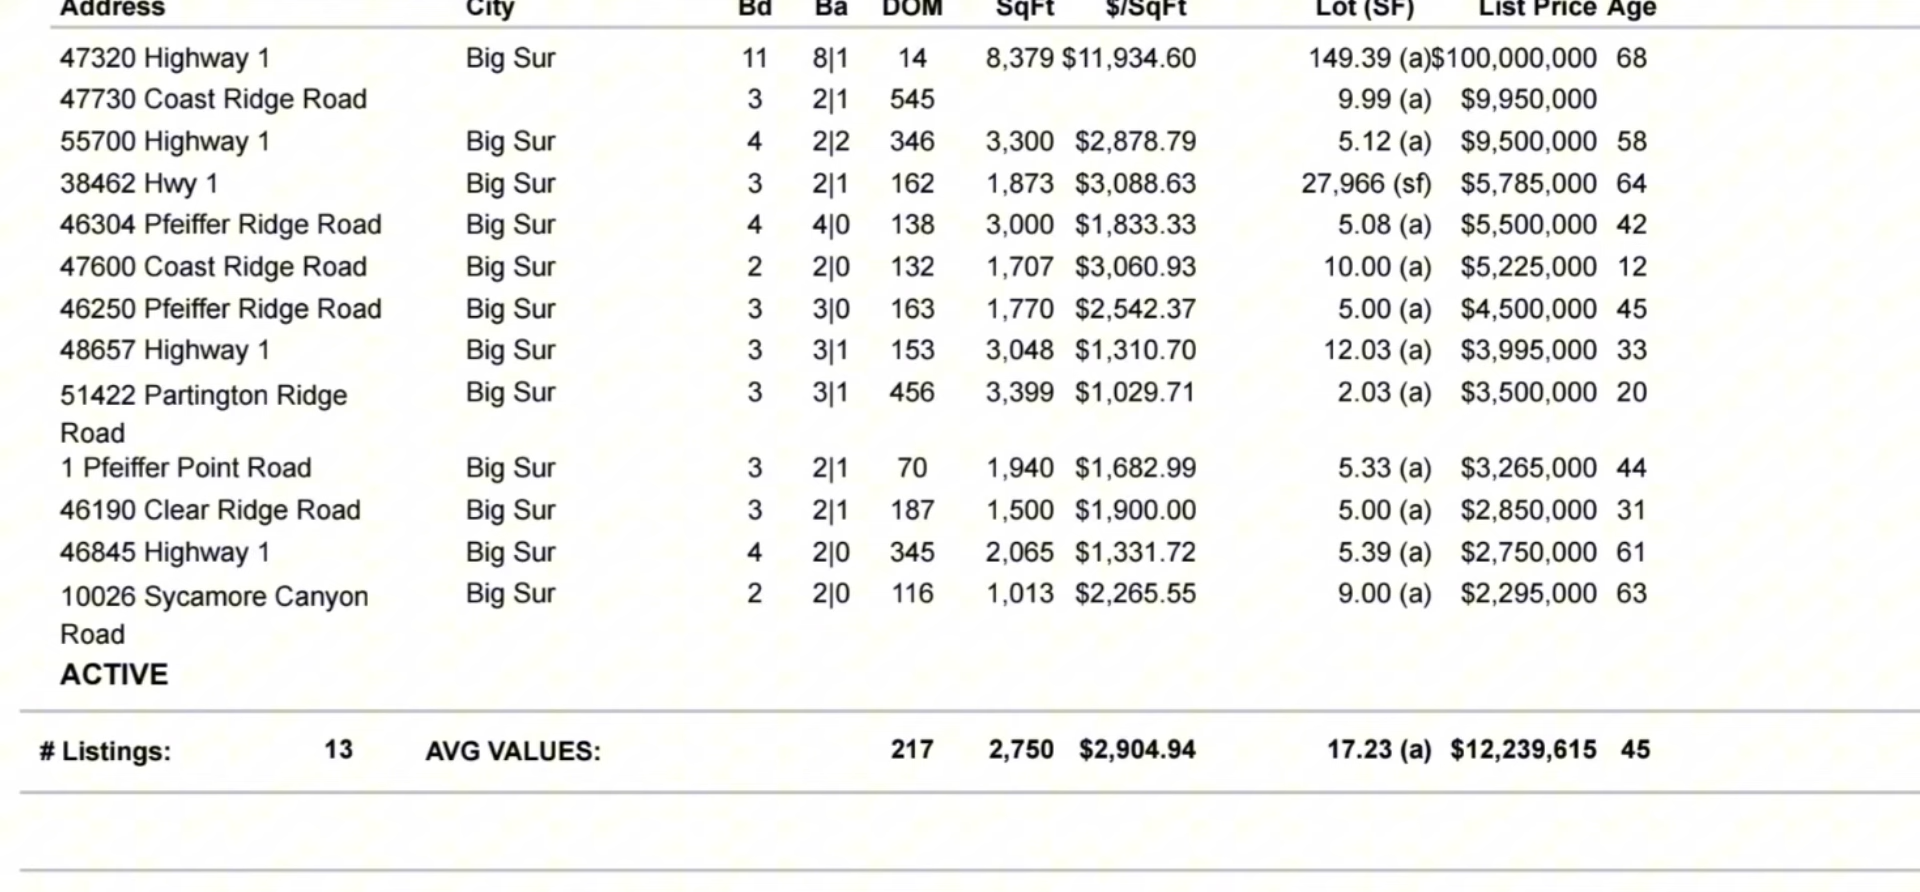 Address City Bd Ba DOM SqFt $/SqFt Lot (SF) List Price Age
47320 Highway 1 Big Sur 11 8|1 14 8,379 $11,934.60 149.39 (a) $100,000,000 68
47730 Coast Ridge Road 3 2|1 545 9.99 (a) $9,950,000
55700 Highway 1 Big Sur 4 2|2 346 3,300 $2,878.79 5.12 (a) $9,500,000 58
38462 Hwy 1 Big Sur 3 2|1 162 1,873 $3,088.63 27,966 (sf) $5,785,000 64
46304 Pfeiffer Ridge Road Big Sur 4 4|0 138 3,000 $1,833.33 5.08 (a) $5,500,000 42
47600 Coast Ridge Road Big Sur 2 2|0 132 1,707 $3,060.93 10.00 (a) $5,225,000 12
46250 Pfeiffer Ridge Road Big Sur 3 3|0 163 1,770 $2,542.37 5.00 (a) $4,500,000 45
48657 Highway 1 Big Sur 3 3|1 153 3,048 $1,310.70 12.03 (a) $3,995,000 33
51422 Partington Ridge Big Sur 3 3|1 456 3,399 $1,029.71 2.03 (a) $3,500,000 20
Road
1 Pfeiffer Point Road Big Sur 3 2|1 70 1,940 $1,682.99 5.33 (a) $3,265,000 44
46190 Clear Ridge Road Big Sur 3 2|1 187 1,500 $1,900.00 5.00 (a) $2,850,000 31
46845 Highway 1 Big Sur 4 2|0 345 2,065 $1,331.72 5.39 (a) $2,750,000 61
10026 Sycamore Canyon Big Sur 2 2|0 116 1,013 $2,265.55 9.00 (a) $2,295,000 63
Road
ACTIVE
# Listings: 13 AVG VALUES: 217 2,750 $2,904.94 17.23 (a) $12,239,615 45